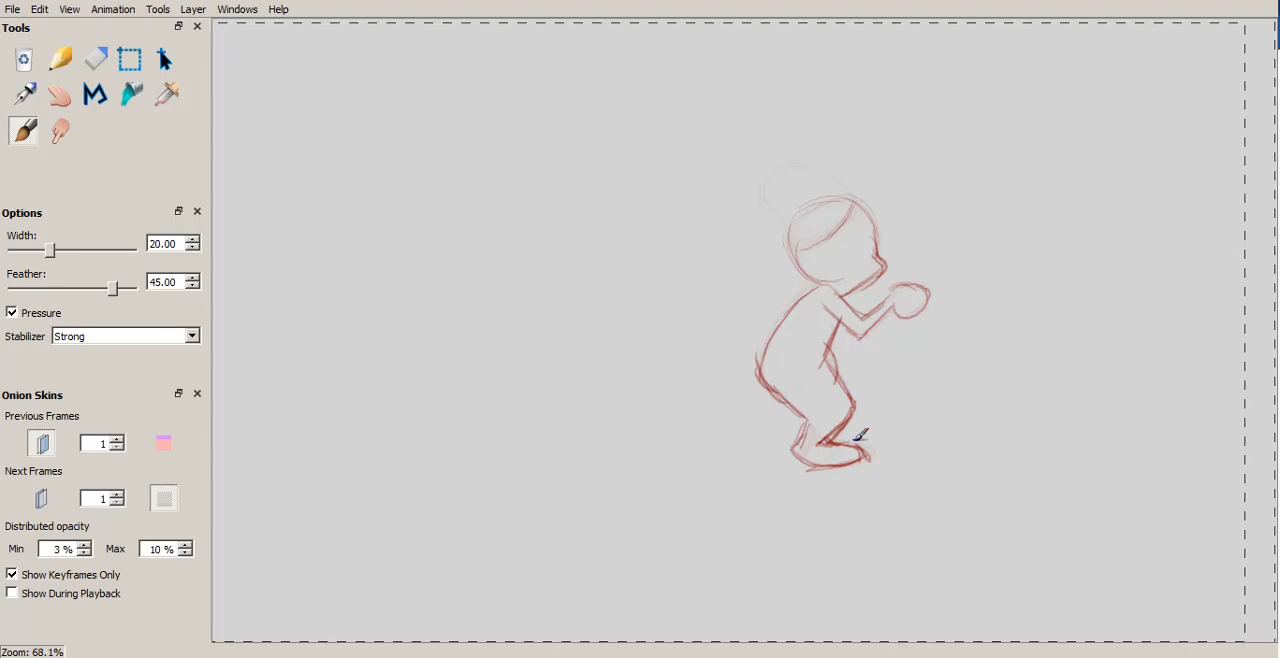 File Edit View Animation Tools Layer Windows Help
Tools
Options
Width:
20.00
Feather:
45.00
Pressure
Stabilizer Strong
Onion Skins
Previous Frames
1
Next Frames
1
Distributed opacity
Min 3 % Max 10 %
Show Keyframes Only
Show During Playback
Zoom: 68.1%